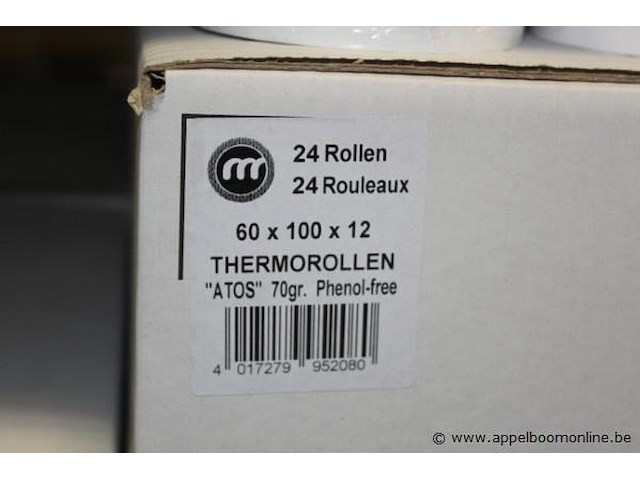 m
24 Rollen
24 Rouleaux
60 x 100 x 12
THERMOROLLEN
"ATOS" 70gr. Phenol-free
4 017279 952080
© www.appelboomonline.be